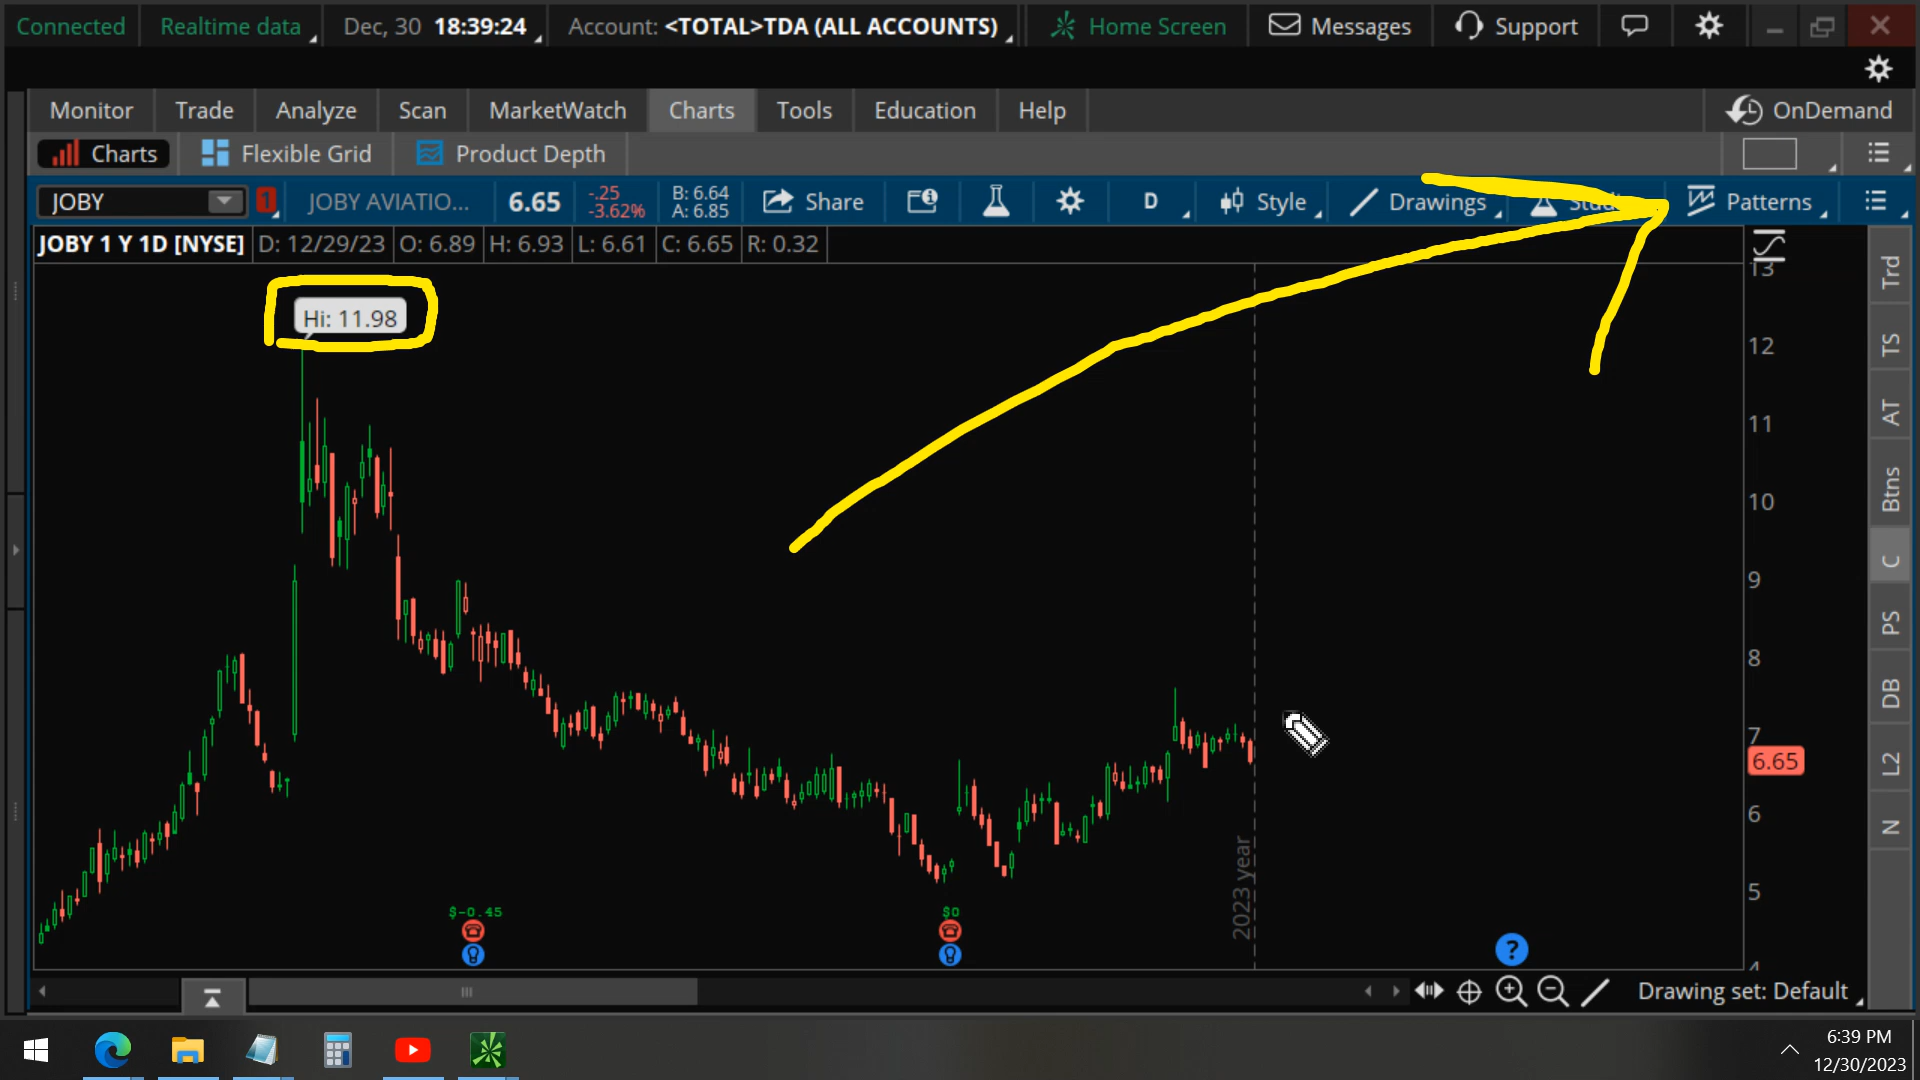 Connected Realtime data Dec, 30 18:39:24 Account: <TOTAL>TDA (ALL ACCOUNTS) Home Screen Messages Support
Monitor Trade Analyze Scan MarketWatch Charts Tools Education Help OnDemand
Charts Flexible Grid Product Depth
JOBY 1 JOBY AVIATIO... 6.65 -.25 -3.62% B: 6.64 A: 6.85 Share D Style Drawings Patterns
JOBY 1 Y 1D [NYSE] D: 12/29/23 O: 6.89 H: 6.93 L: 6.61 C: 6.65 R: 0.32
Hi: 11.98
13
12
11
10
9
8
7
6.65
6
5
4
Trd
TS
AT
Btns
C
PS
DB
L2
N
2023 year
$-0.45 $0
?
Drawing set: Default
6:39 PM
12/30/2023